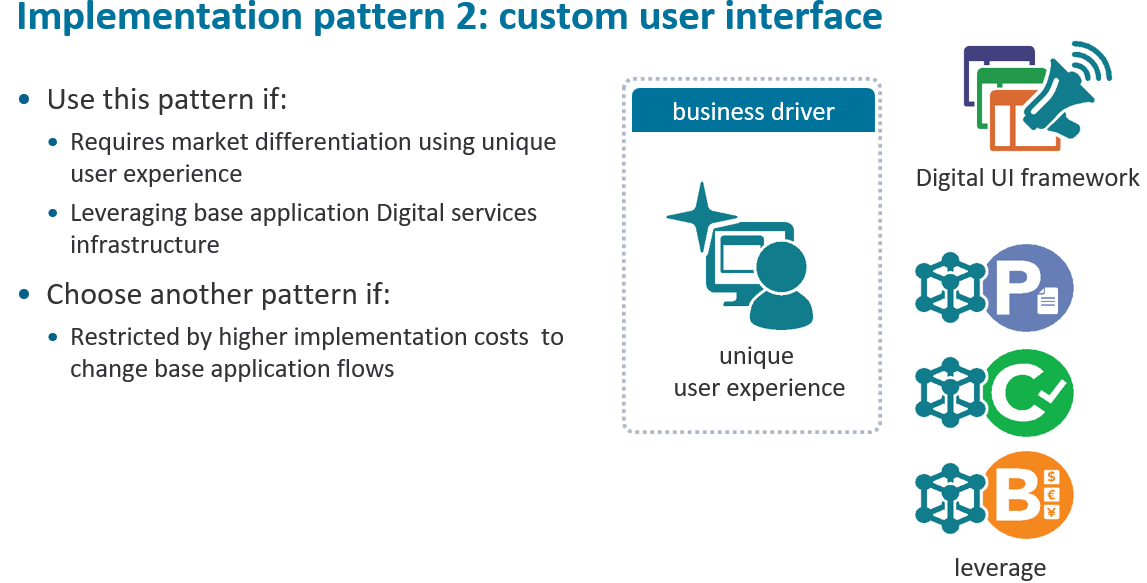 Implementation pattern 2: custom user interface
• Use this pattern if:
• Requires market differentiation using unique
user experience
• Leveraging base application Digital services
infrastructure
• Choose another pattern if:
• Restricted by higher implementation costs  to
change base application flows
business driver
unique
user experience
Digital UI framework
P
C
B
$
€
¥
leverage